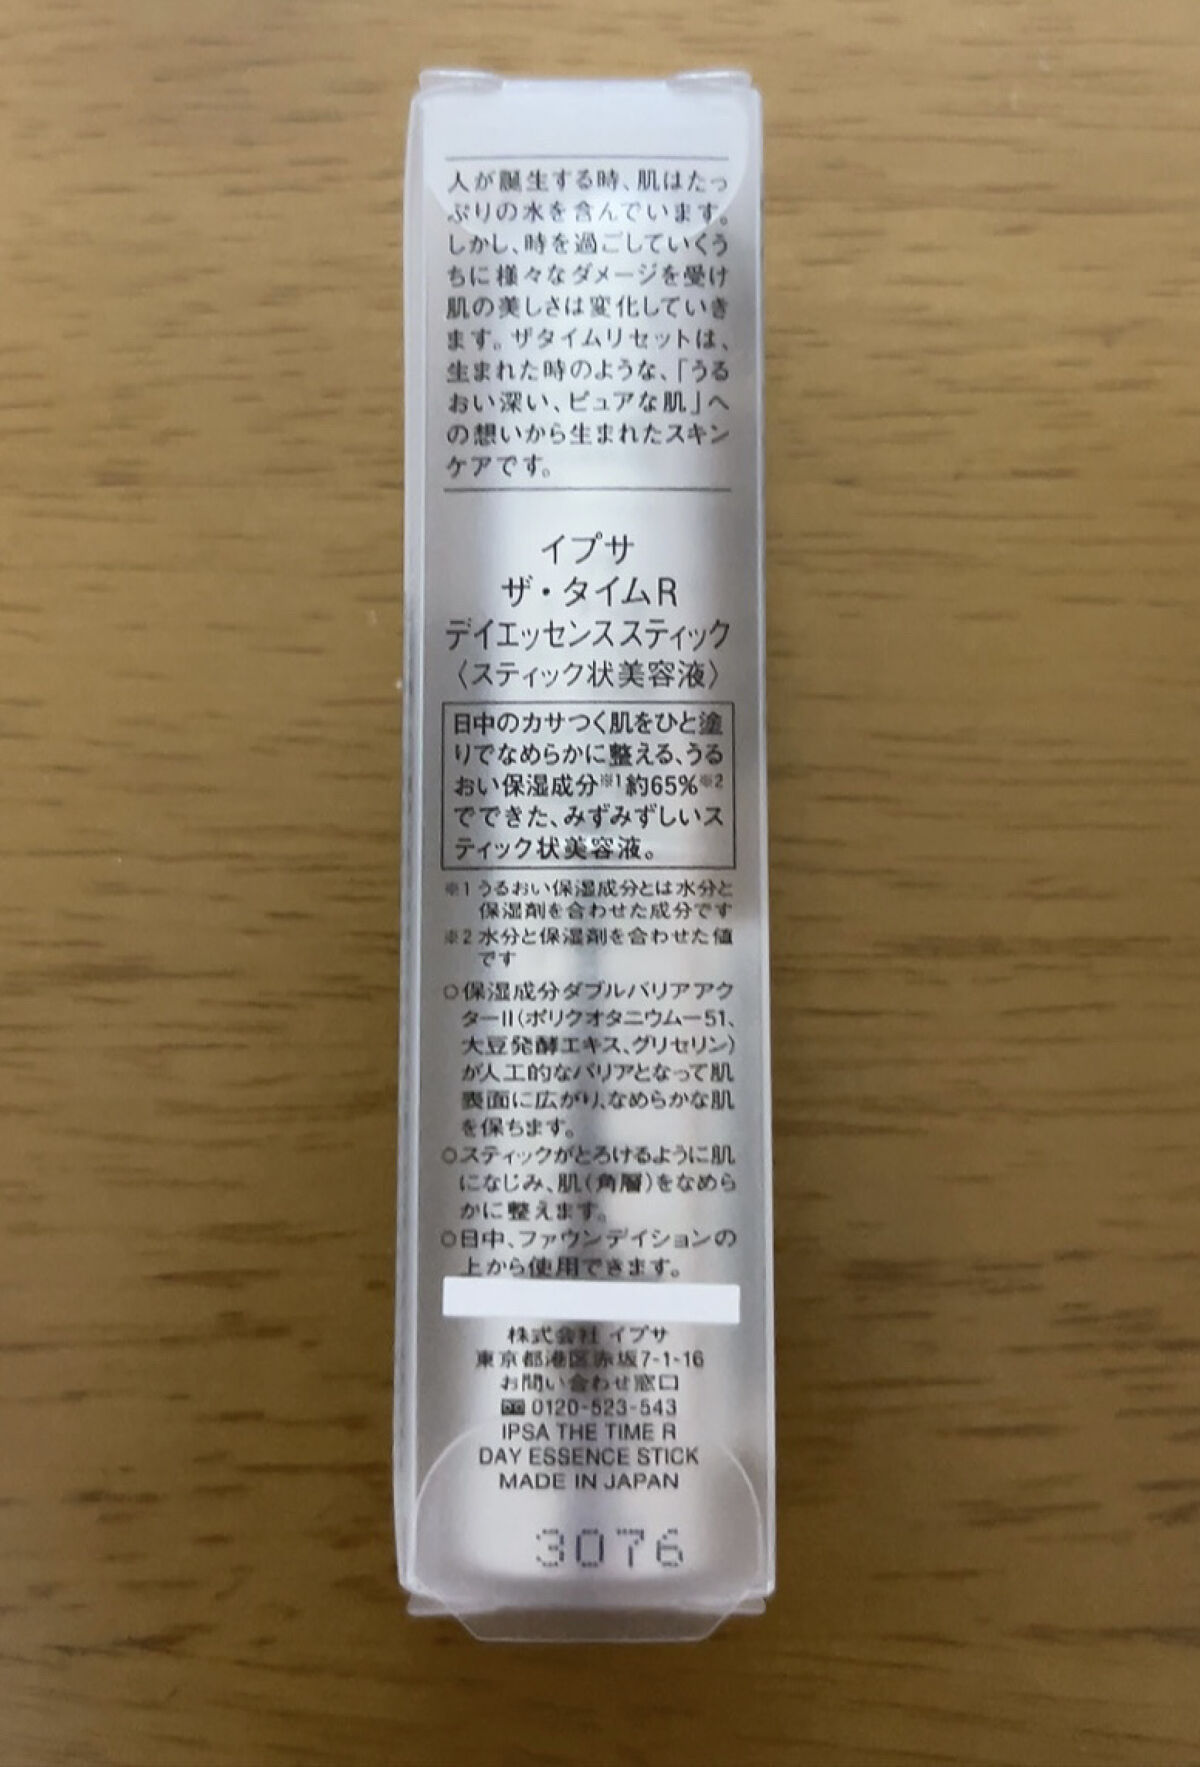 人が誕生する時、肌はたっ
ぷりの水を含んでいます。
しかし、時を過ごしていくう
ちに様々なダメージを受け
肌の美しさは変化していき
ます。ザタイムリセットは、
生まれた時のような、「うる
おい深い、ピュアな肌」へ
の想いから生まれたスキン
ケアです。
イプサ
ザ・タイムR
デイエッセンススティック
〈スティック状美容液〉
日中のカサつく肌をひと塗
りでなめらかに整える、うる
おい保湿成分※1約65%※2
でできた、みずみずしいス
ティック状美容液。
※1 うるおい保湿成分とは水分と
保湿剤を合わせた成分です
※2 水分と保湿剤を合わせた値
です
○保湿成分ダブルバリアアク
ターII(ポリクオタニウムー51、
大豆発酵エキス、グリセリン)
が人工的なバリアとなって肌
表面に広がり、なめらかな肌
を保ちます。
○スティックがとろけるように肌
になじみ、肌(角層)をなめら
かに整えます。
○日中、ファウンデイションの
上から使用できます。
株式会社 イプサ
東京都港区赤坂7-1-16
お問い合わせ窓口
0120-523-543
IPSA THE TIME R
DAY ESSENCE STICK
MADE IN JAPAN
3076